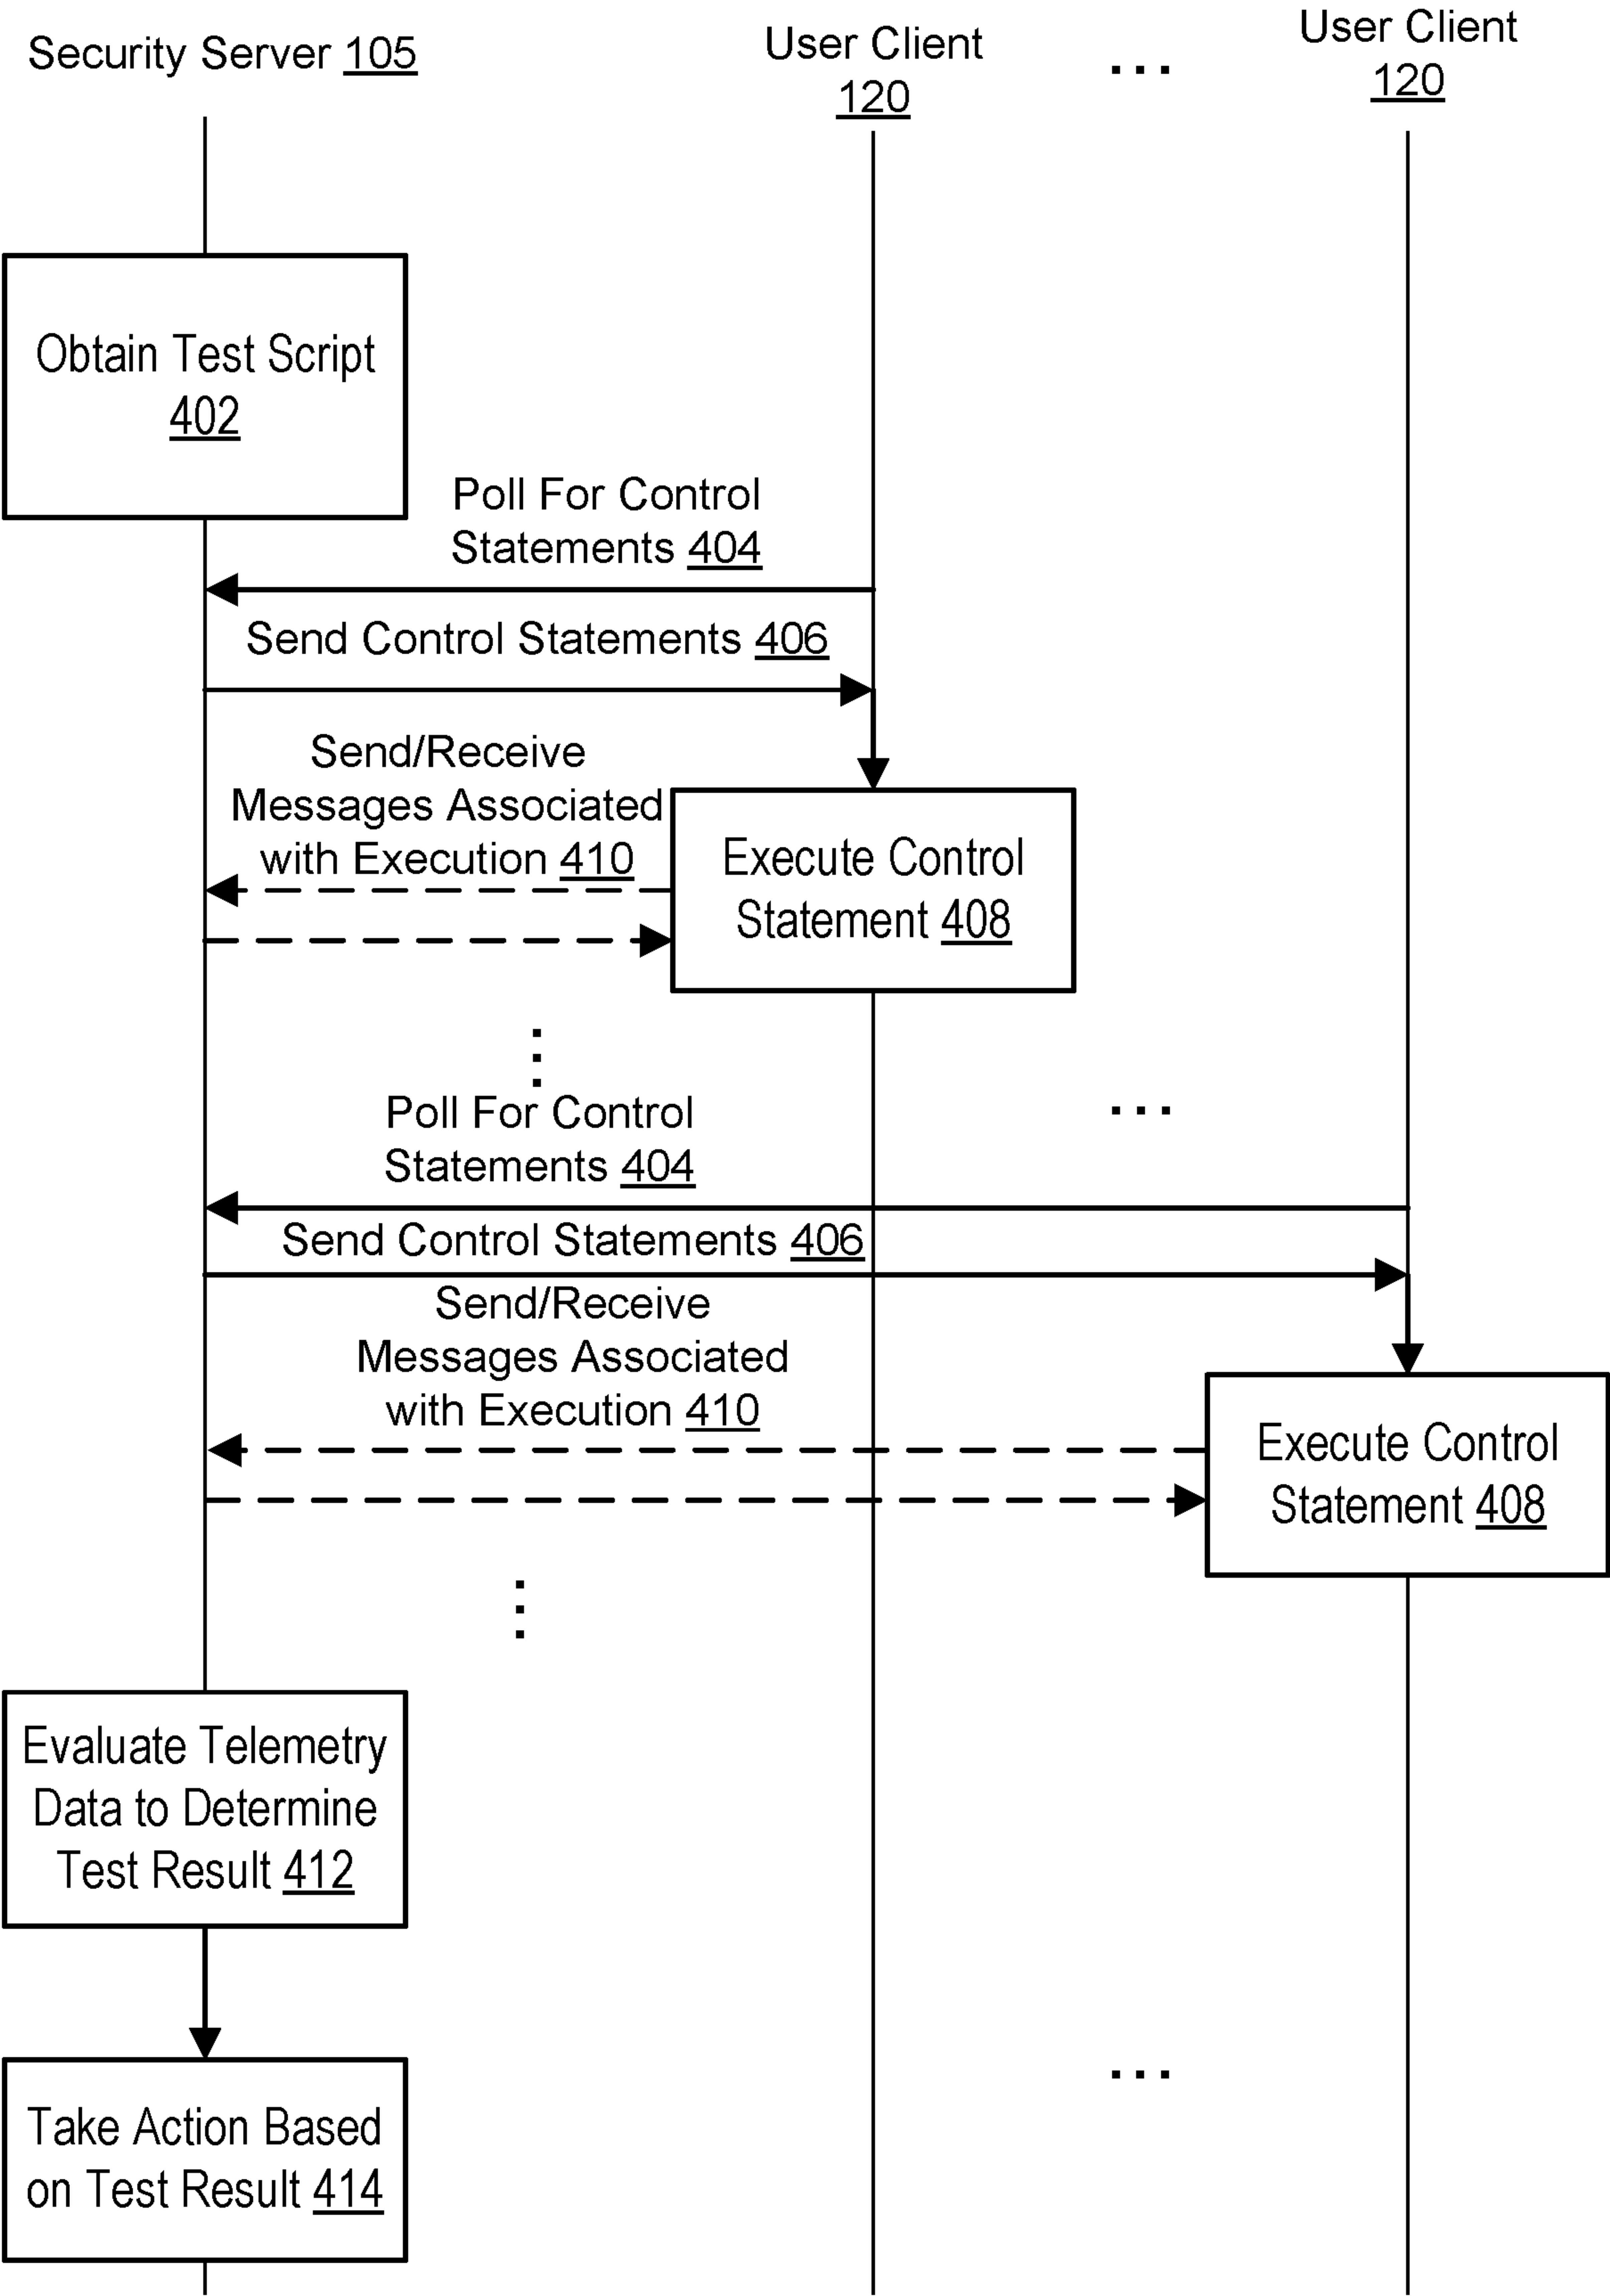 Security Server 105
User Client
120
...
User Client
120
Obtain Test Script
402
Poll For Control
Statements 404
Send Control Statements 406
Send/Receive
Messages Associated
with Execution 410
Execute Control
Statement 408
...
Poll For Control
Statements 404
Send Control Statements 406
Send/Receive
Messages Associated
with Execution 410
Execute Control
Statement 408
Evaluate Telemetry
Data to Determine
Test Result 412
Take Action Based
on Test Result 414
...